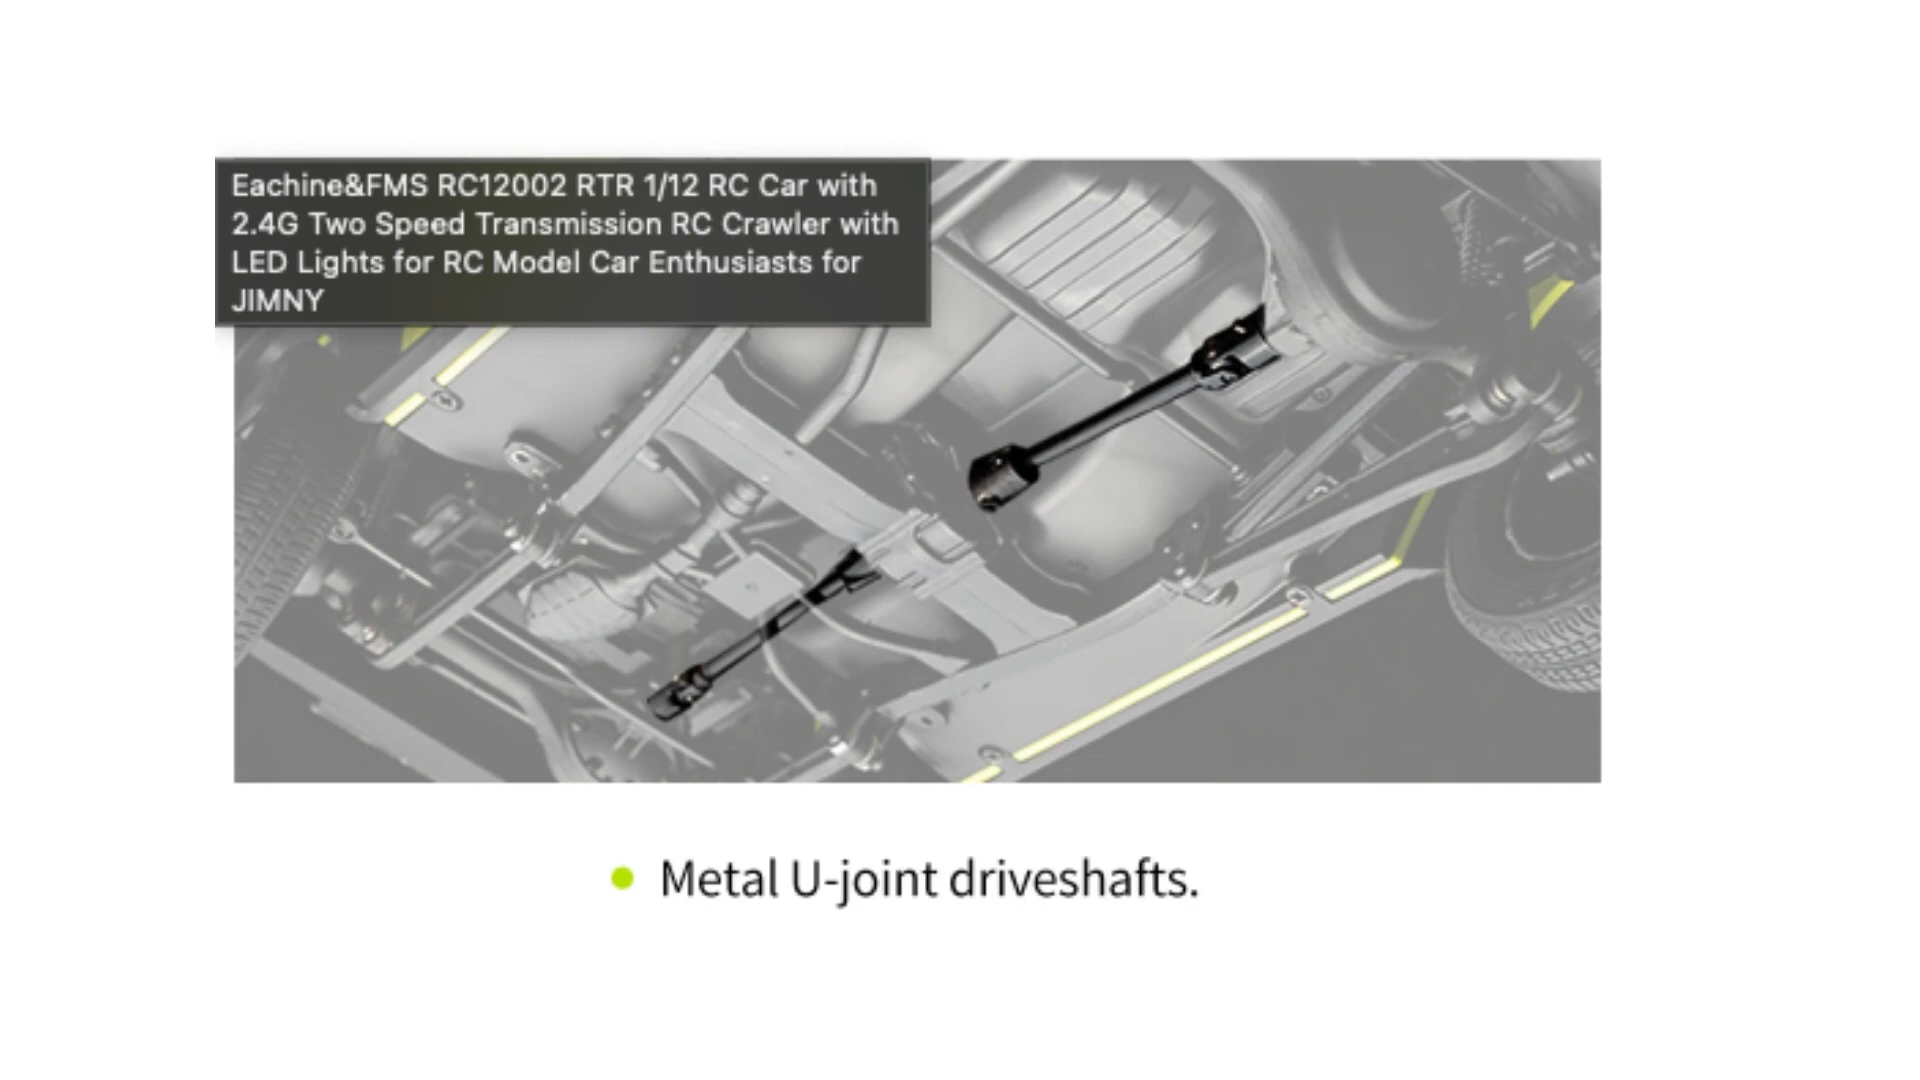 Eachine&FMS RC12002 RTR 1/12 RC Car with
2.4G Two Speed Transmission RC Crawler with
LED Lights for RC Model Car Enthusiasts for
JIMNY
Metal U-joint driveshafts.